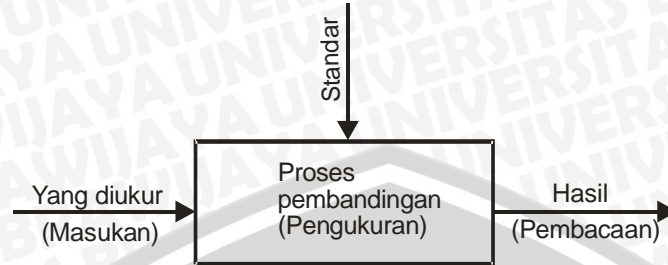 Standar
Yang diukur
(Masukan)
Proses
pembandingan
(Pengukuran)
Hasil
(Pembacaan)